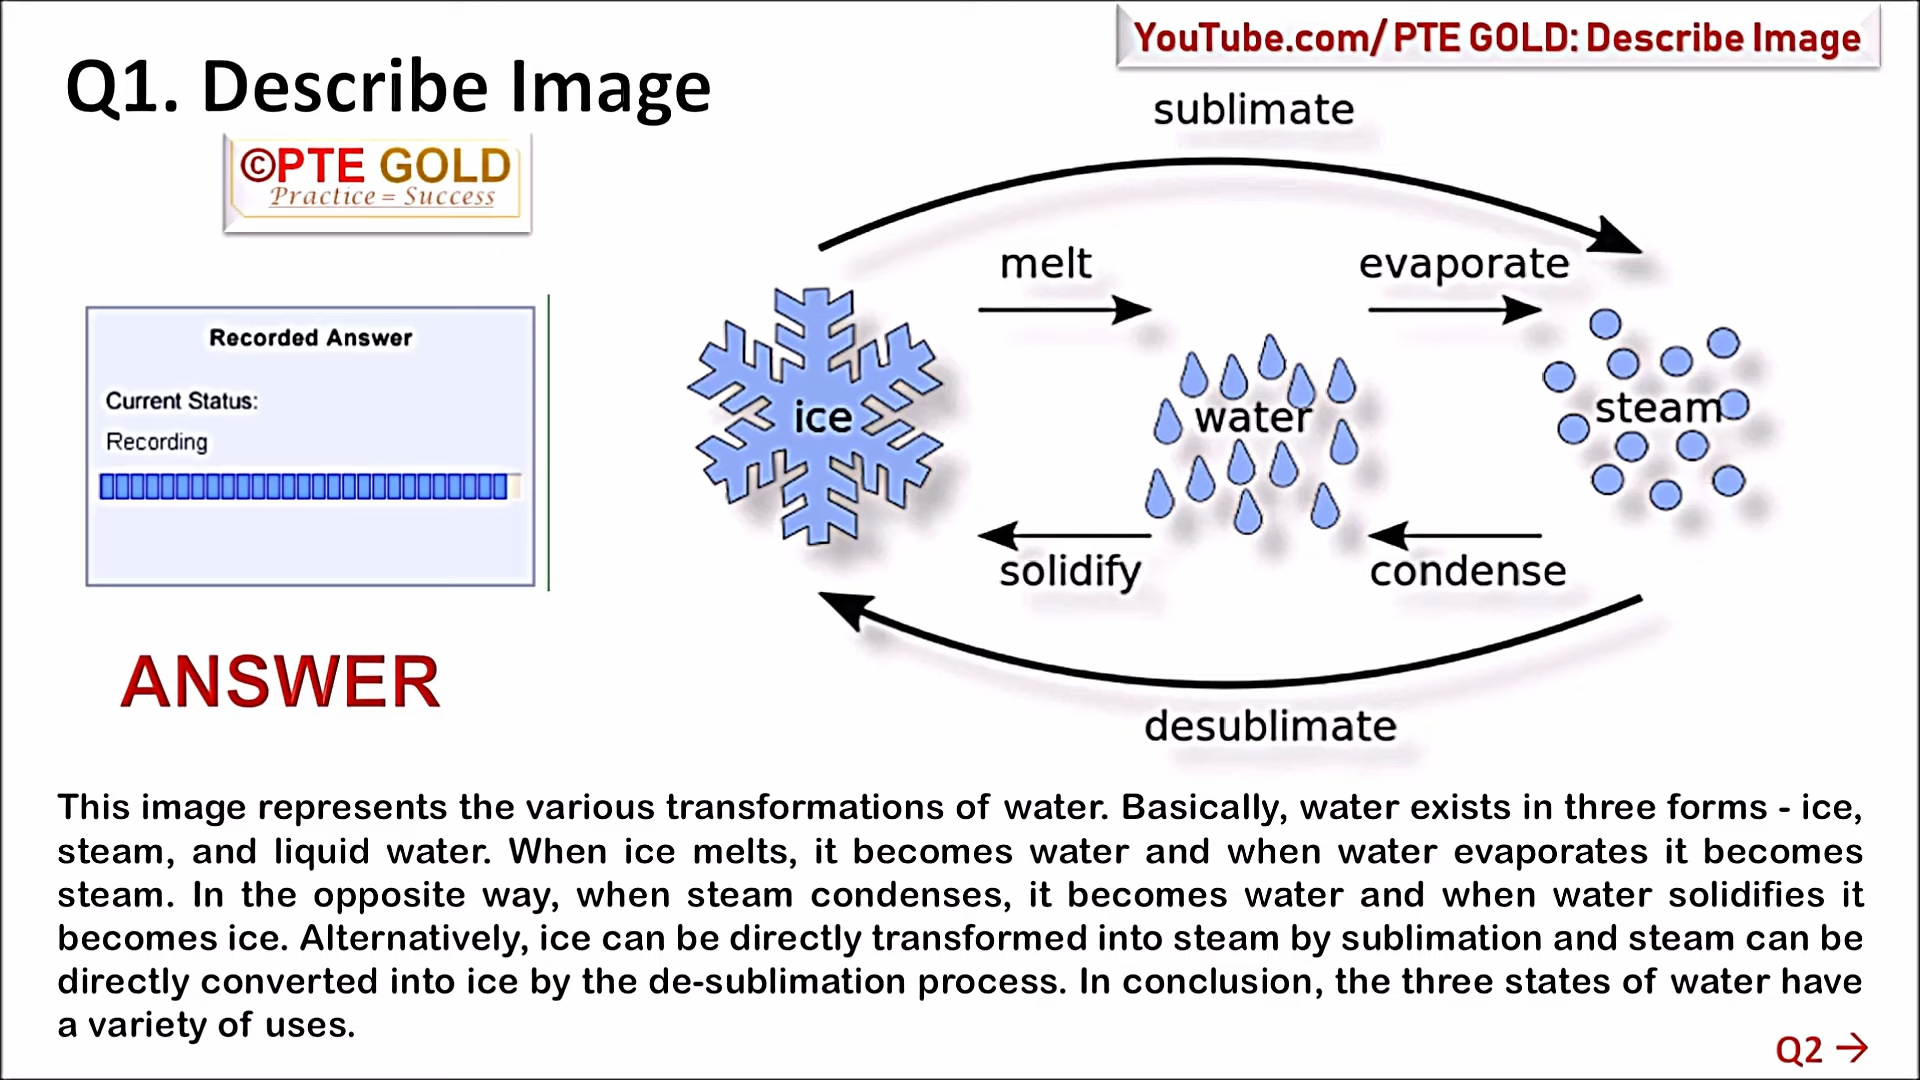 YouTube.com/ PTE GOLD: Describe Image
Q1. Describe Image
©PTE GOLD
Practice = Success
sublimate
melt
evaporate
Recorded Answer
Current Status:
Recording
ice
water
steam
solidify
condense
ANSWER
desublimate
This image represents the various transformations of water. Basically, water exists in three forms - ice,
steam, and liquid water. When ice melts, it becomes water and when water evaporates it becomes
steam. In the opposite way, when steam condenses, it becomes water and when water solidifies it
becomes ice. Alternatively, ice can be directly transformed into steam by sublimation and steam can be
directly converted into ice by the de-sublimation process. In conclusion, the three states of water have
a variety of uses.
Q2 →